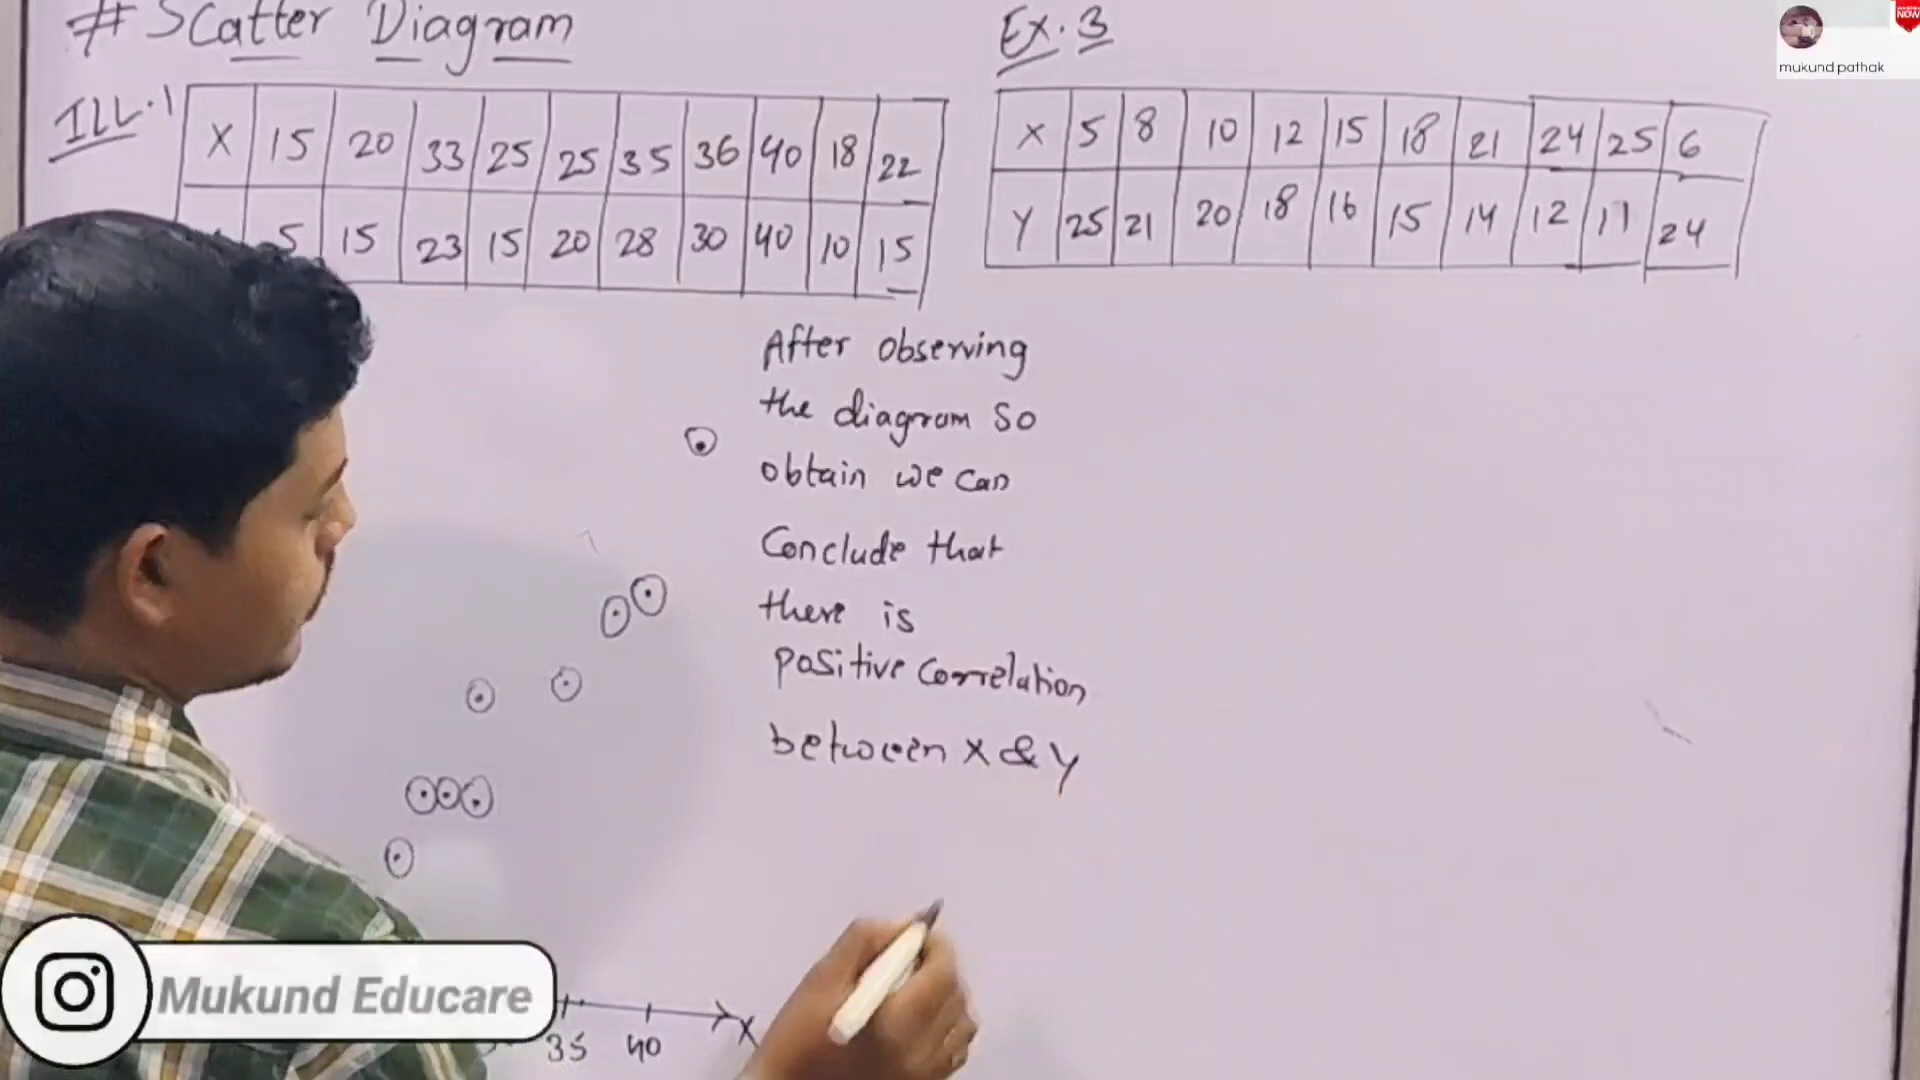 # Scatter Diagram
ILL.1
X 15 20 33 25 25 35 36 40 18 22
5 15 23 15 20 28 30 40 10 15
Ex. 3
X 5 8 10 12 15 18 21 24 25 6
Y 25 21 20 18 16 15 14 12 11 24
After observing
the diagram so
obtain we can
Conclude that
there is
positive correlation
between X & Y
35 40 X
Mukund Educare
mukund pathak
NOW